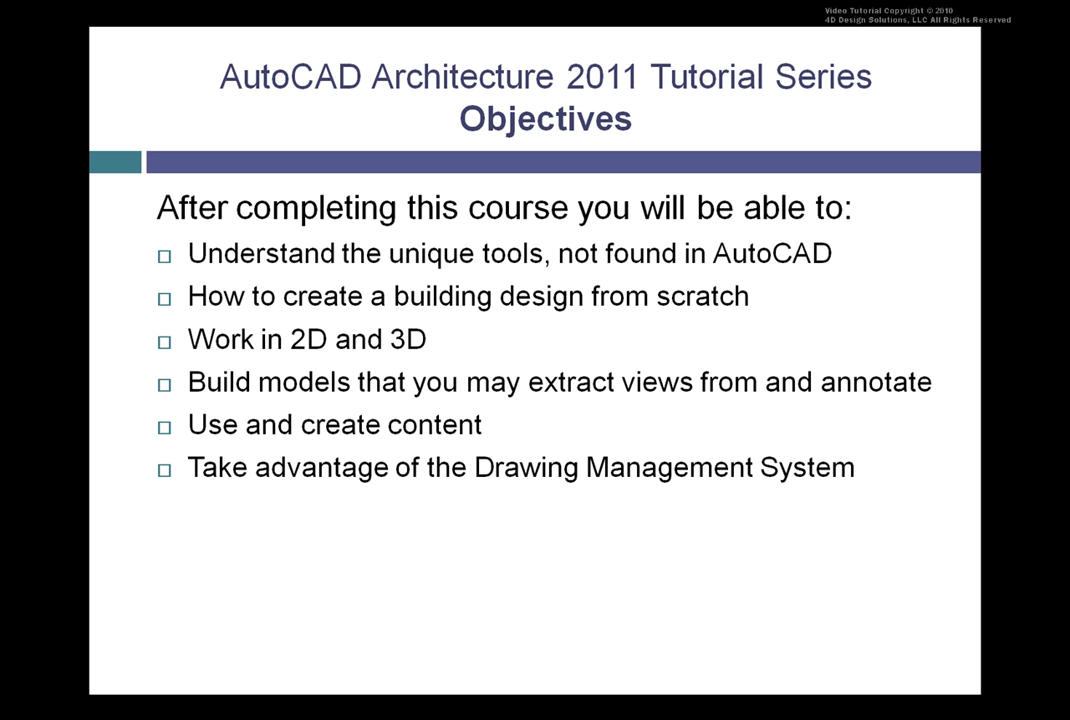 Video Tutorial Copyright © 2010
4D Design Solutions, LLC All Rights Reserved
AutoCAD Architecture 2011 Tutorial Series
Objectives
After completing this course you will be able to:
Understand the unique tools, not found in AutoCAD
How to create a building design from scratch
Work in 2D and 3D
Build models that you may extract views from and annotate
Use and create content
Take advantage of the Drawing Management System